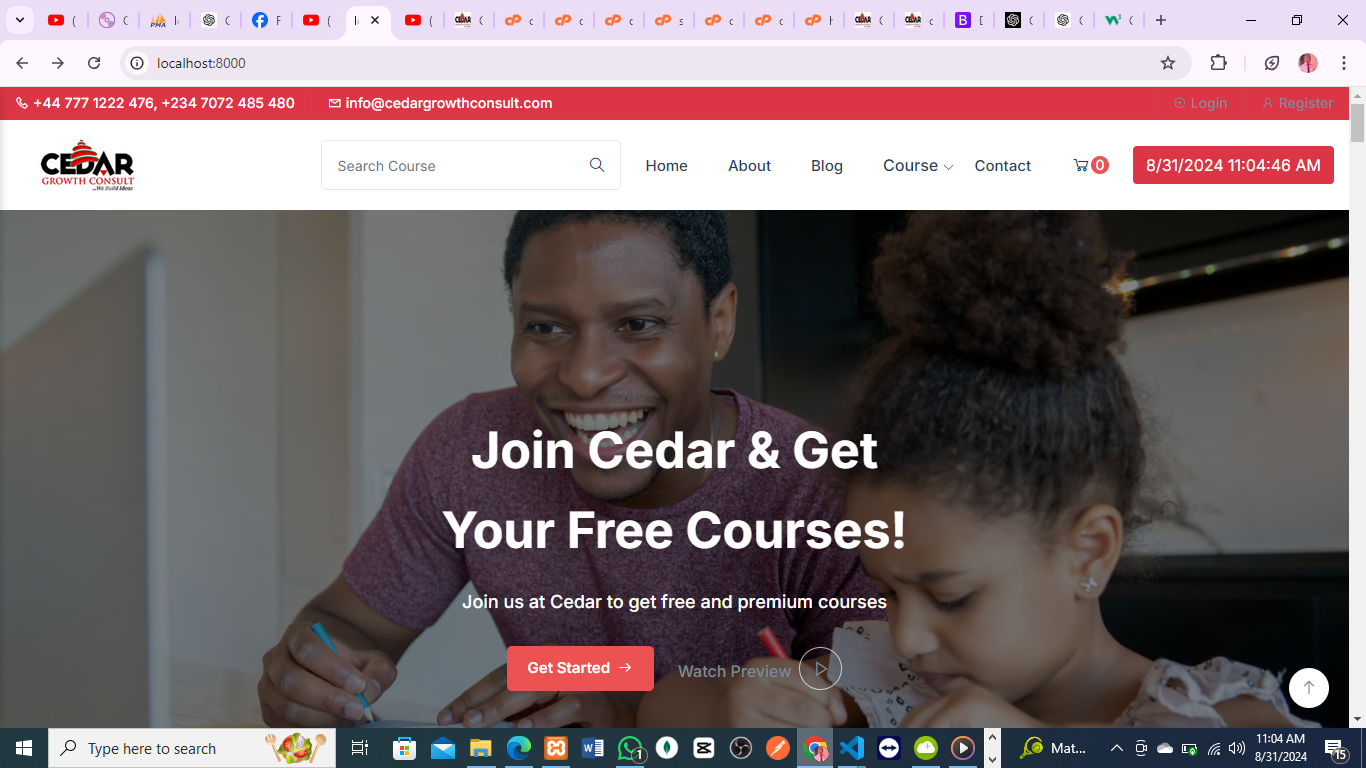 localhost:8000
+44 777 1222 476, +234 7072 485 480
info@cedargrowthconsult.com
Login
Register
CEDAR
GROWTH CONSULT
...We Build Ideas
Search Course
Home
About
Blog
Course
Contact
0
8/31/2024 11:04:46 AM
Join Cedar & Get
Your Free Courses!
Join us at Cedar to get free and premium courses
Get Started
Watch Preview
Type here to search
1
Mat...
11:04 AM
8/31/2024
15